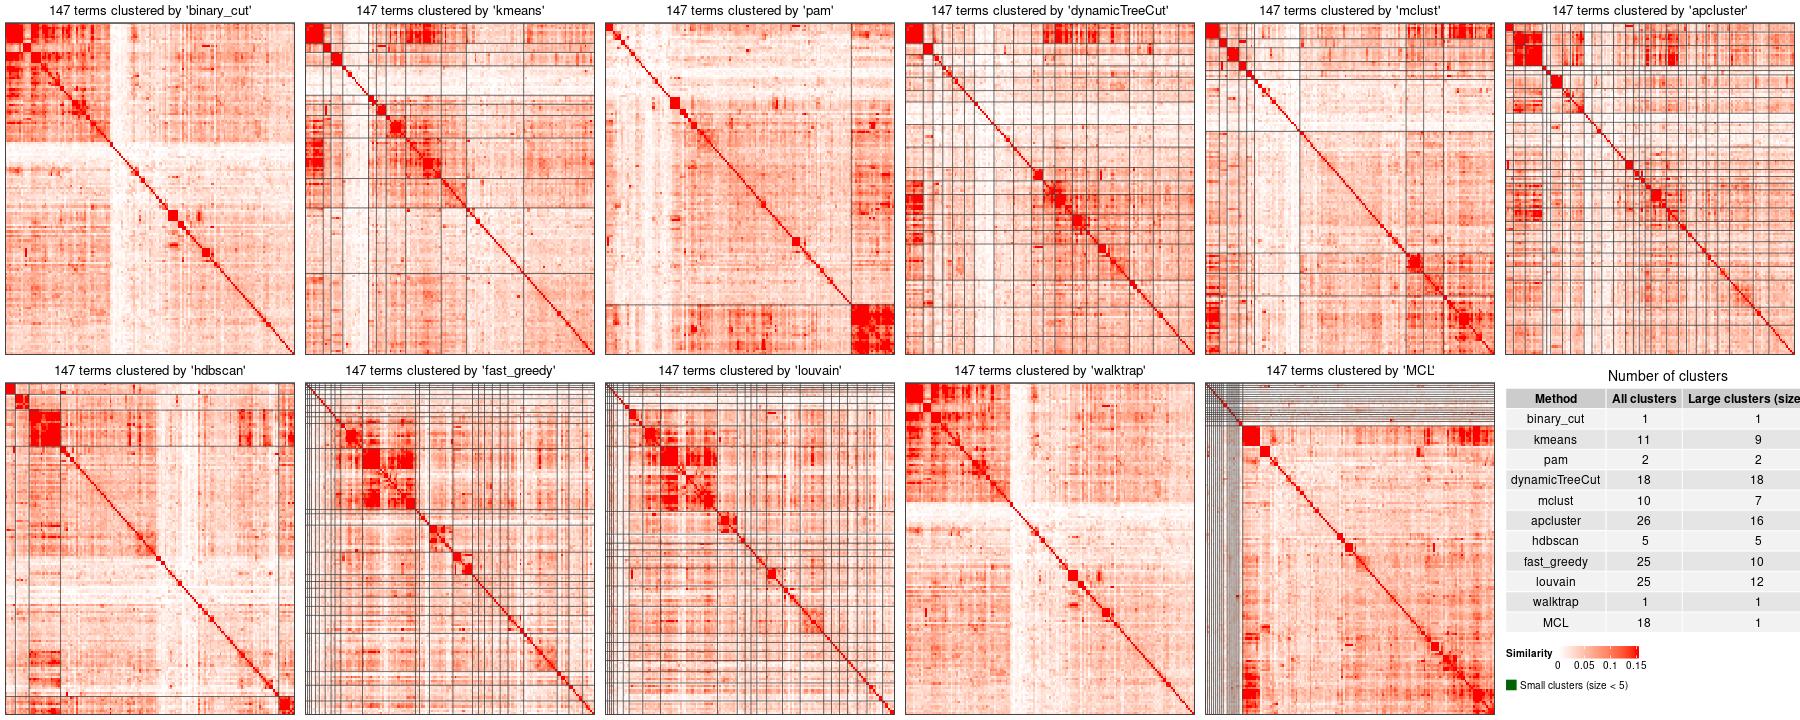 147 terms clustered by 'binary_cut'
147 terms clustered by 'kmeans'
147 terms clustered by 'pam'
147 terms clustered by 'dynamicTreeCut'
147 terms clustered by 'mclust'
147 terms clustered by 'apcluster'
147 terms clustered by 'hdbscan'
147 terms clustered by 'fast_greedy'
147 terms clustered by 'louvain'
147 terms clustered by 'walktrap'
147 terms clustered by 'MCL'
Number of clusters
Method All clusters Large clusters (size
binary_cut 1 1
kmeans 11 9
pam 2 2
dynamicTreeCut 18 18
mclust 10 7
apcluster 26 16
hdbscan 5 5
fast_greedy 25 10
louvain 25 12
walktrap 1 1
MCL 18 1
Similarity
0 0.05 0.1 0.15
Small clusters (size < 5)